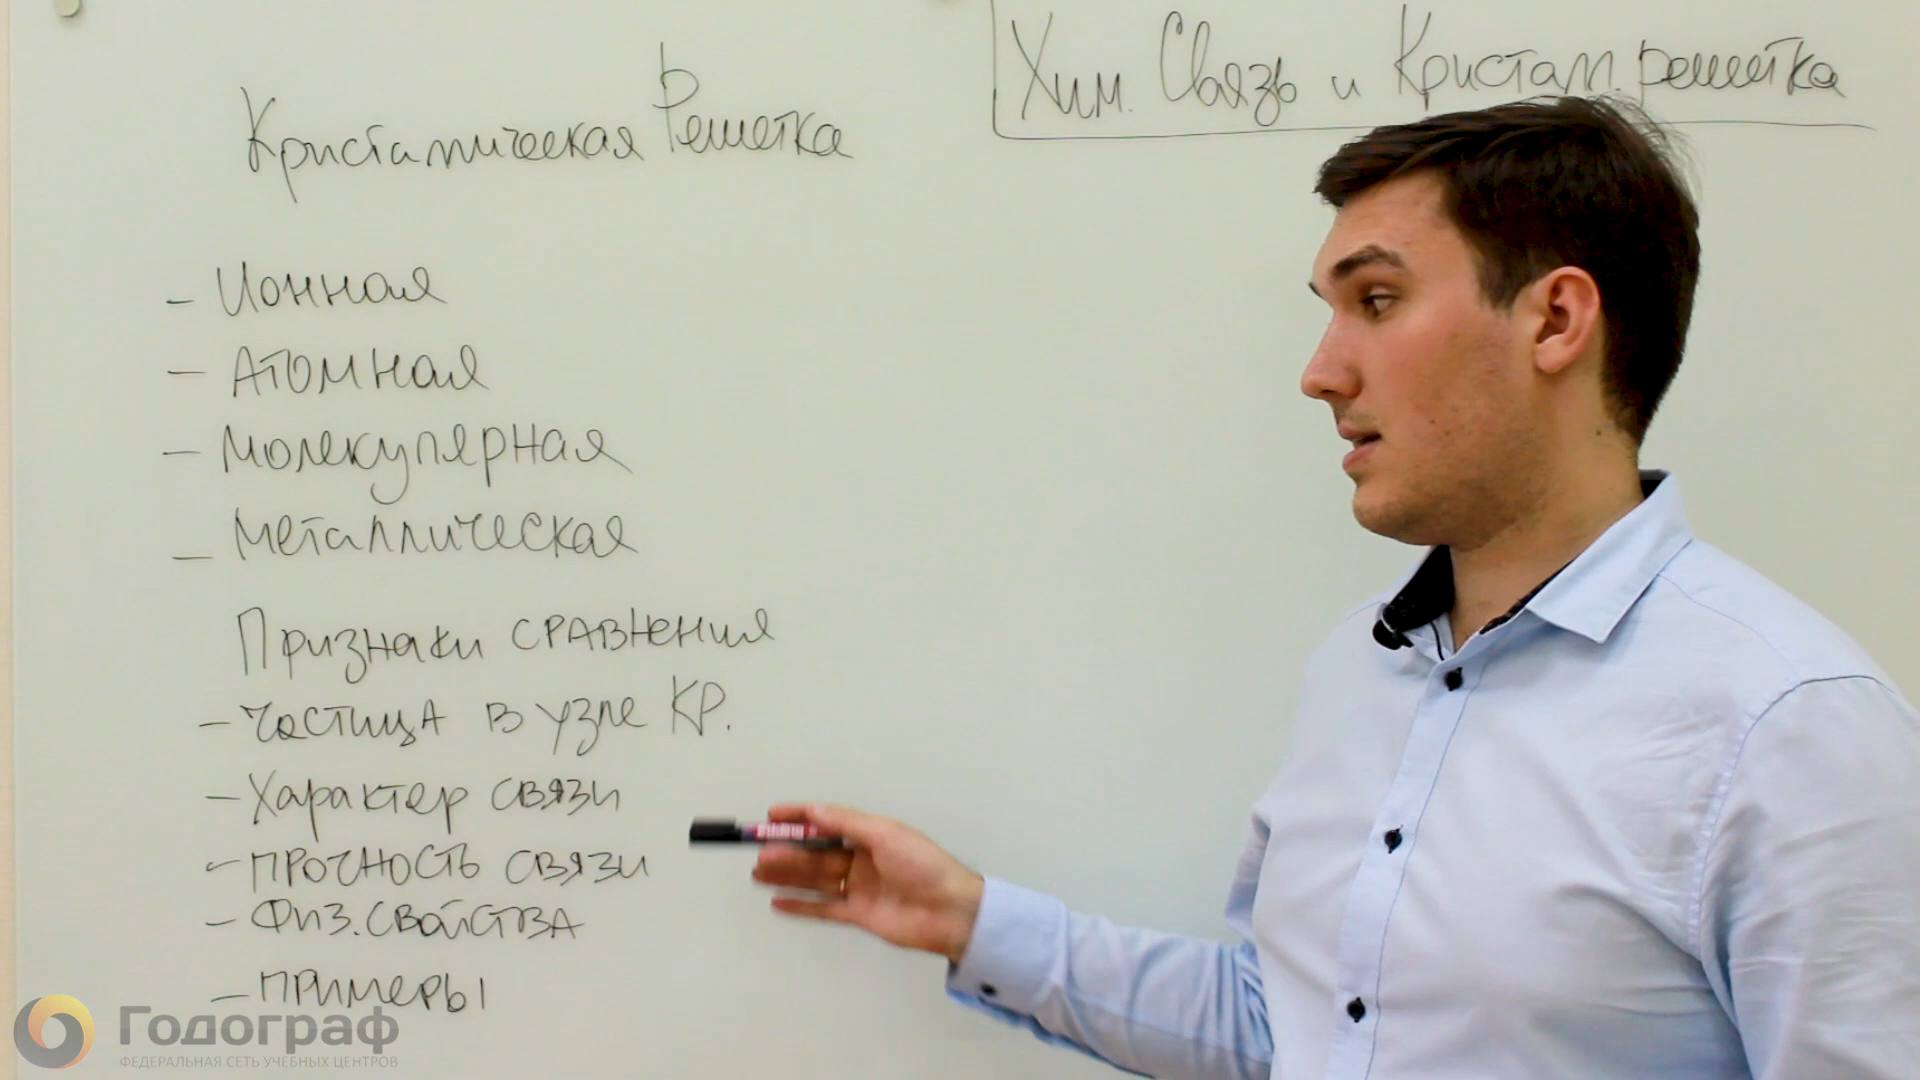 Хим. Связь и Кристалл. решетка
Кристаллическая Решетка
- Ионная
- Атомная
- Молекулярная
- Металлическая
Признаки сравнения
- Частица в узле КР.
- Характер связи
- Прочность связи
- Физ. свойства
- Примеры
Годограф
ФЕДЕРАЛЬНАЯ СЕТЬ УЧЕБНЫХ ЦЕНТРОВ